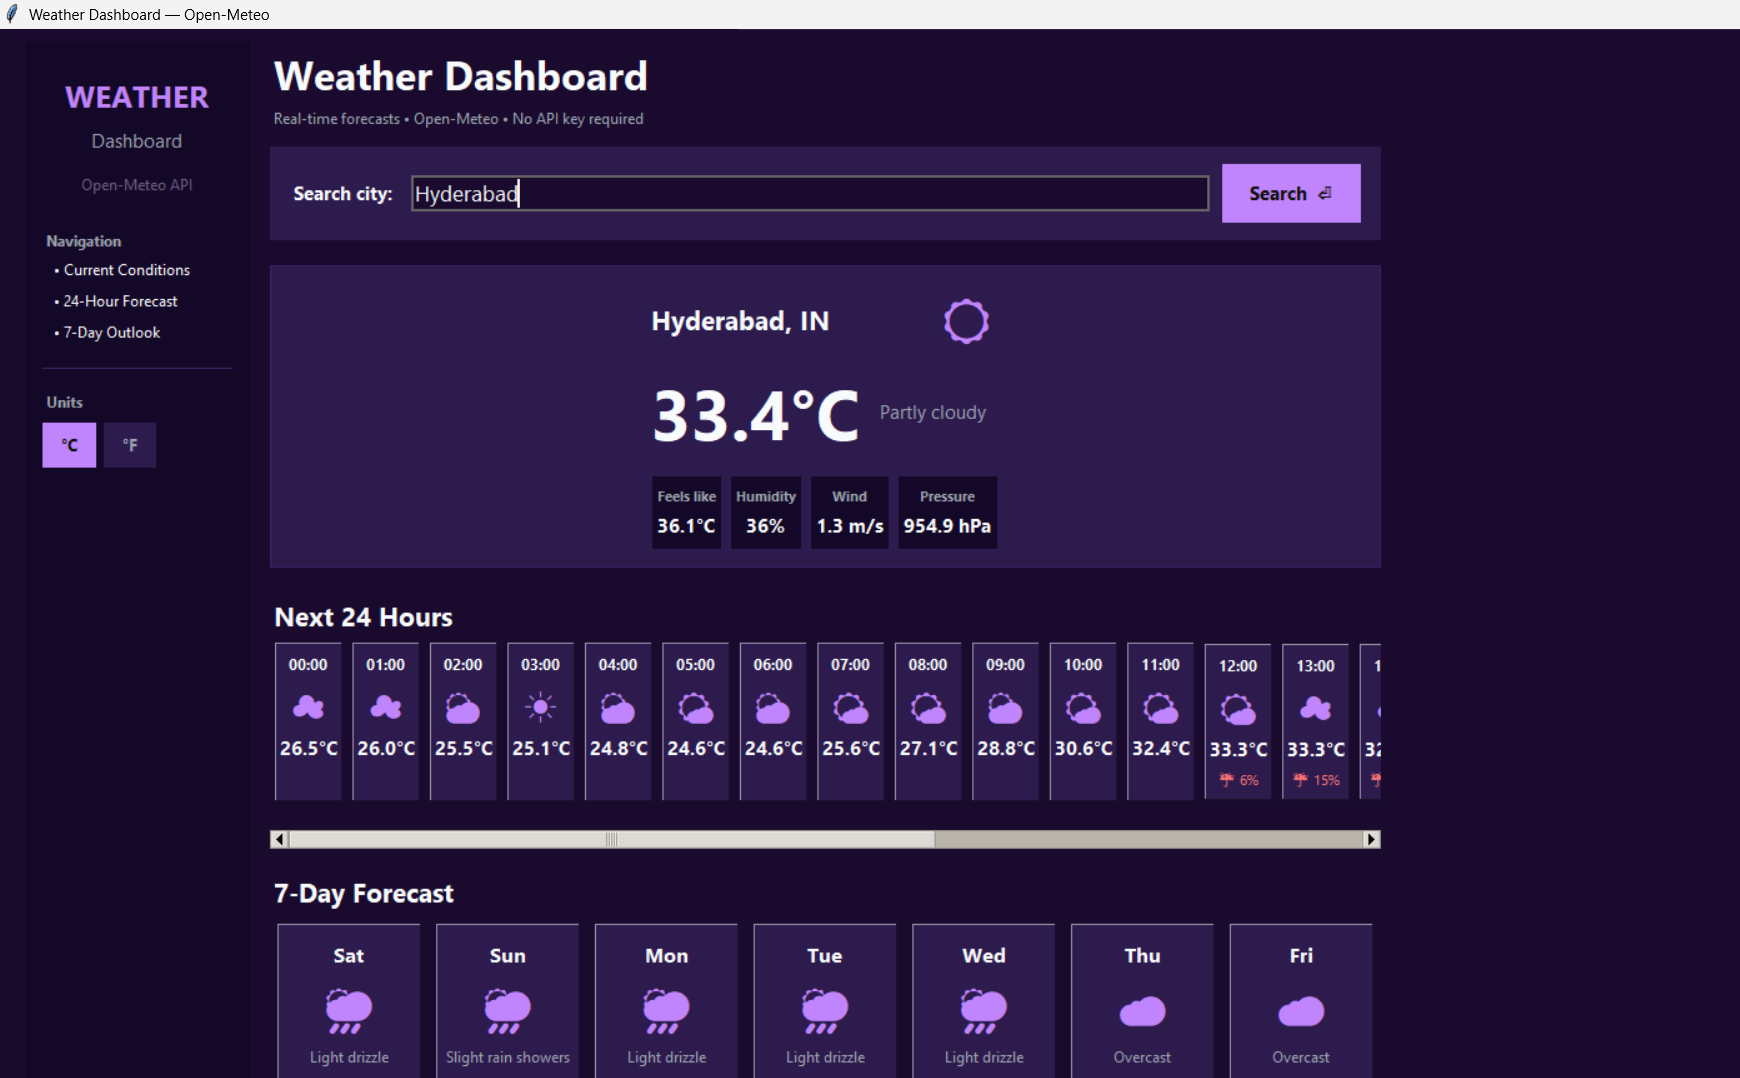 Weather Dashboard — Open-Meteo
WEATHER
Dashboard
Open-Meteo API
Navigation
• Current Conditions
• 24-Hour Forecast
• 7-Day Outlook
Units
°C °F
Weather Dashboard
Real-time forecasts • Open-Meteo • No API key required
Search city: Hyderabad Search ⏎
Hyderabad, IN
33.4°C Partly cloudy
Feels like Humidity Wind Pressure
36.1°C 36% 1.3 m/s 954.9 hPa
Next 24 Hours
00:00 01:00 02:00 03:00 04:00 05:00 06:00 07:00 08:00 09:00 10:00 11:00 12:00 13:00
26.5°C 26.0°C 25.5°C 25.1°C 24.8°C 24.6°C 24.6°C 25.6°C 27.1°C 28.8°C 30.6°C 32.4°C 33.3°C 33.3°C
6% 15%
7-Day Forecast
Sat Sun Mon Tue Wed Thu Fri
Light drizzle Slight rain showers Light drizzle Light drizzle Light drizzle Overcast Overcast